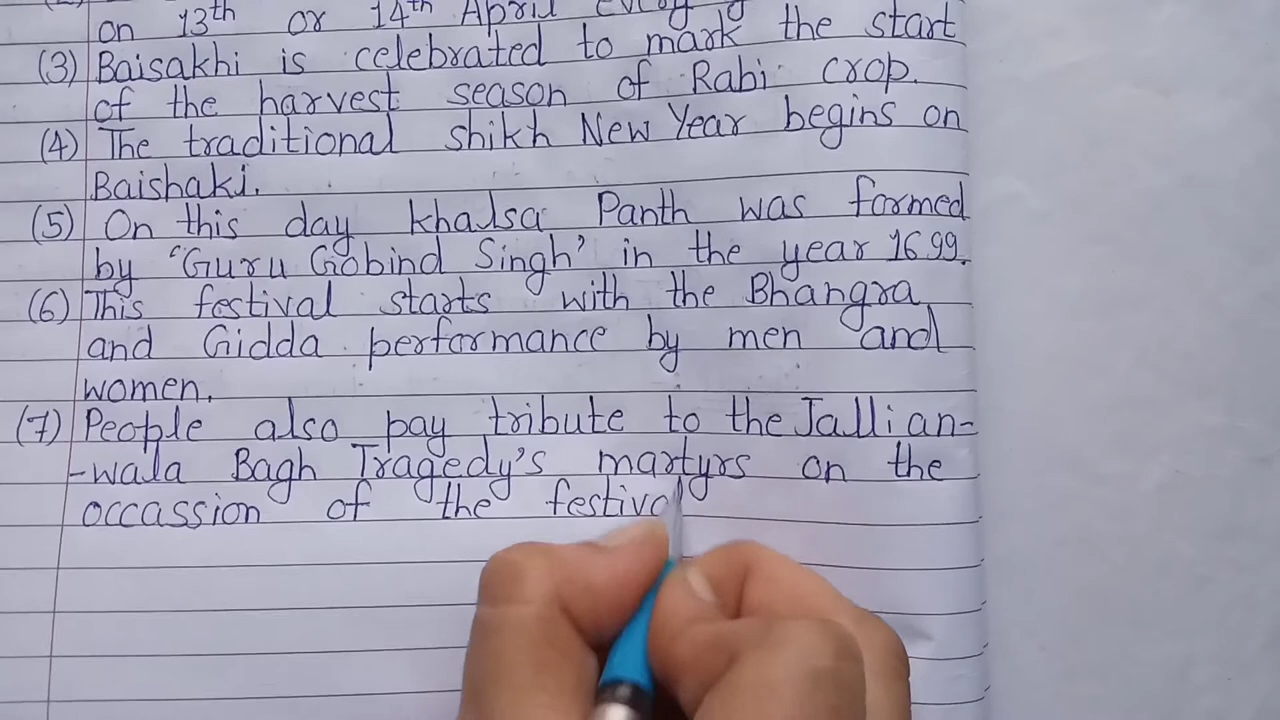 on 13th or 14th April
(3) Baisakhi is celebrated to mark the start
of the harvest season of Rabi crop.
(4) The traditional shikh New Year begins on
Baishaki.
(5) On this day khalsa Panth was formed
by 'Guru Gobind Singh' in the year 1699.
(6) This festival starts with the Bhangra
and Gidda performance by men and
women.
(7) People also pay tribute to the Jallian-
-wala Bagh Tragedy's martyrs on the
occassion of the festival